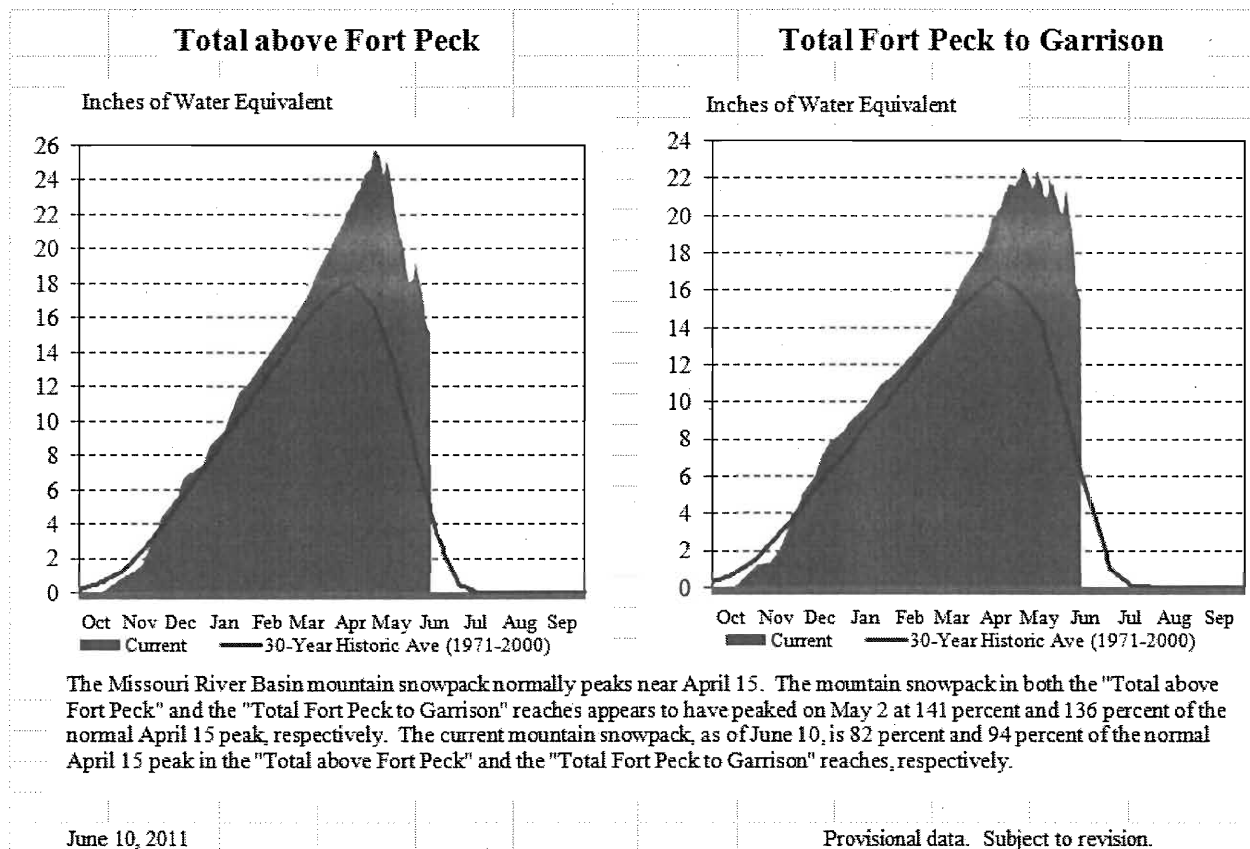 Total above Fort Peck
Inches of Water Equivalent
26
24
22
20
18
16
14
12
10
8
6
4
2
0
Oct Nov Dec Jan Feb Mar Apr May Jun Jul Aug Sep
Current 30-Year Historic Ave (1971-2000)
Total Fort Peck to Garrison
Inches of Water Equivalent
24
22
20
18
16
14
12
10
8
6
4
2
0
Oct Nov Dec Jan Feb Mar Apr May Jun Jul Aug Sep
Current 30-Year Historic Ave (1971-2000)
The Missouri River Basin mountain snowpack normally peaks near April 15. The mountain snowpack in both the "Total above
Fort Peck" and the "Total Fort Peck to Garrison" reaches appears to have peaked on May 2 at 141 percent and 136 percent of the
normal April 15 peak, respectively. The current mountain snowpack, as of June 10, is 82 percent and 94 percent of the normal
April 15 peak in the "Total above Fort Peck" and the "Total Fort Peck to Garrison" reaches, respectively.
June 10, 2011
Provisional data. Subject to revision.